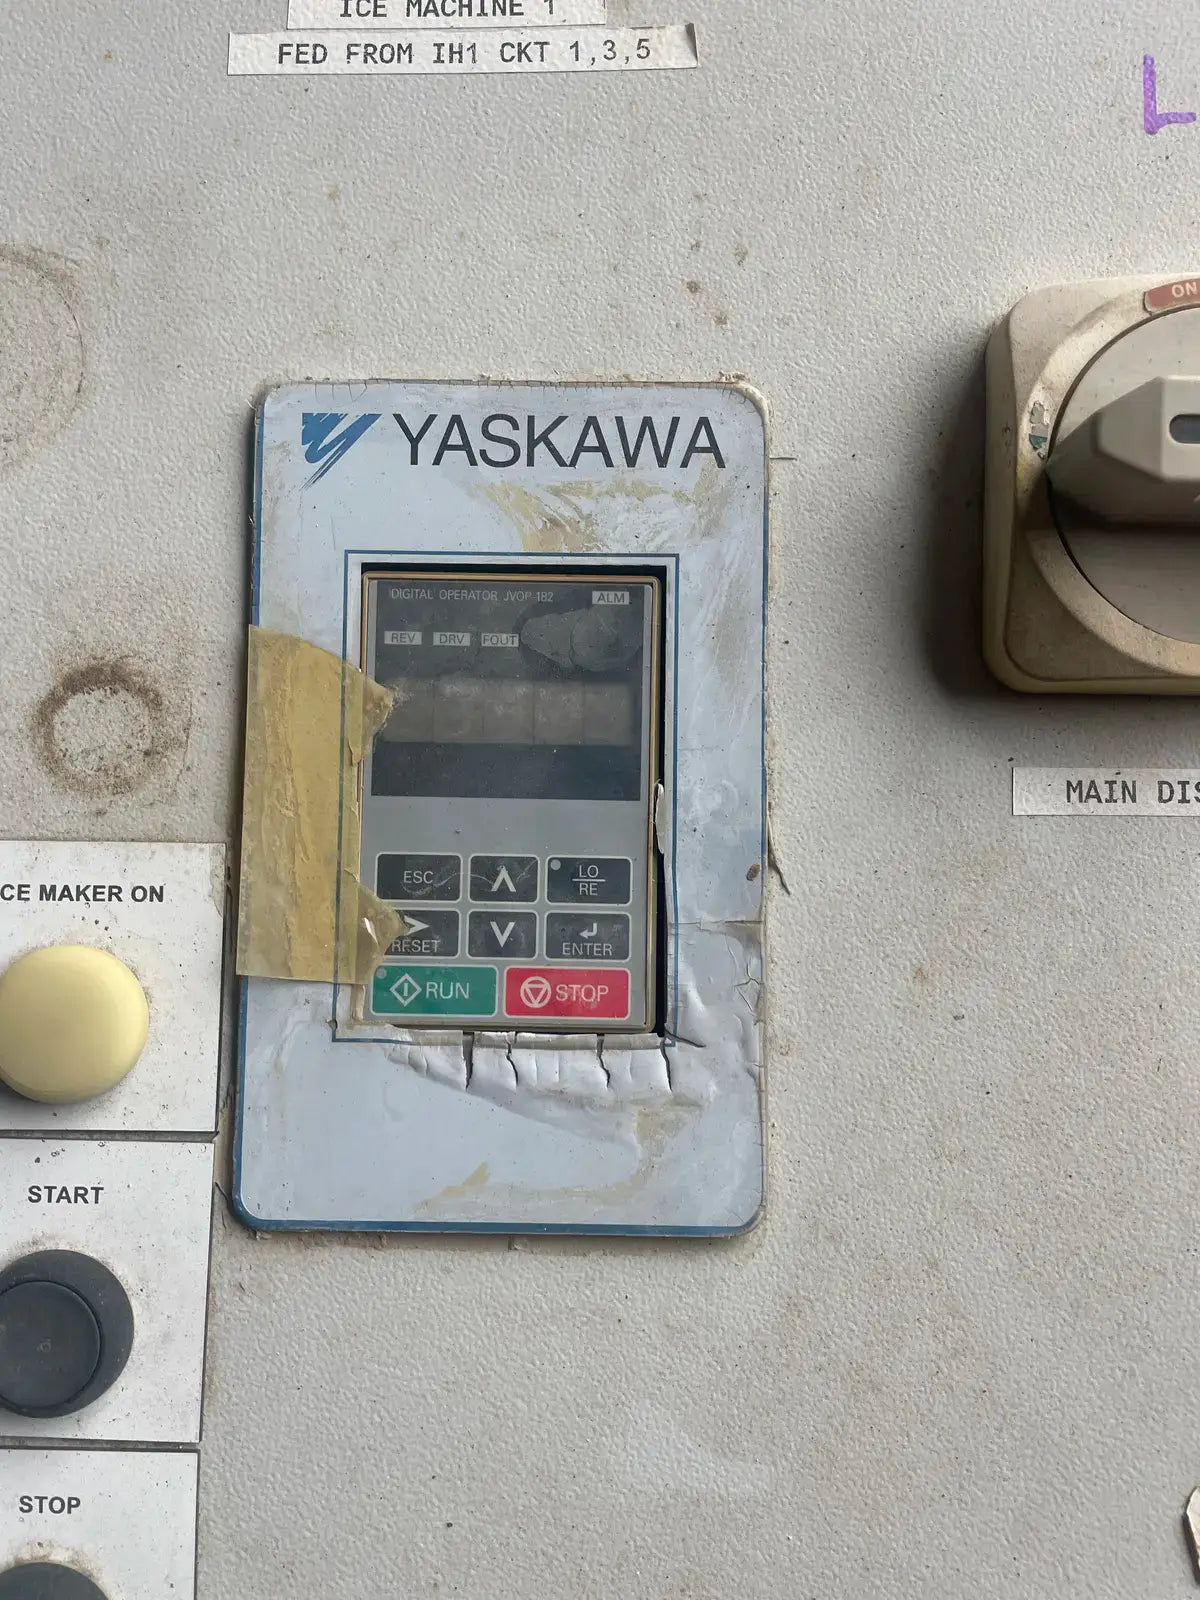 ICE MACHINE 1
FED FROM IH1 CKT 1,3,5
L
ON
YASKAWA
DIGITAL OPERATOR JVOP-182
ALM
REV DRV FOUT
MAIN DIS
ESC
LO
RE
RESET
ENTER
RUN
STOP
CE MAKER ON
START
STOP